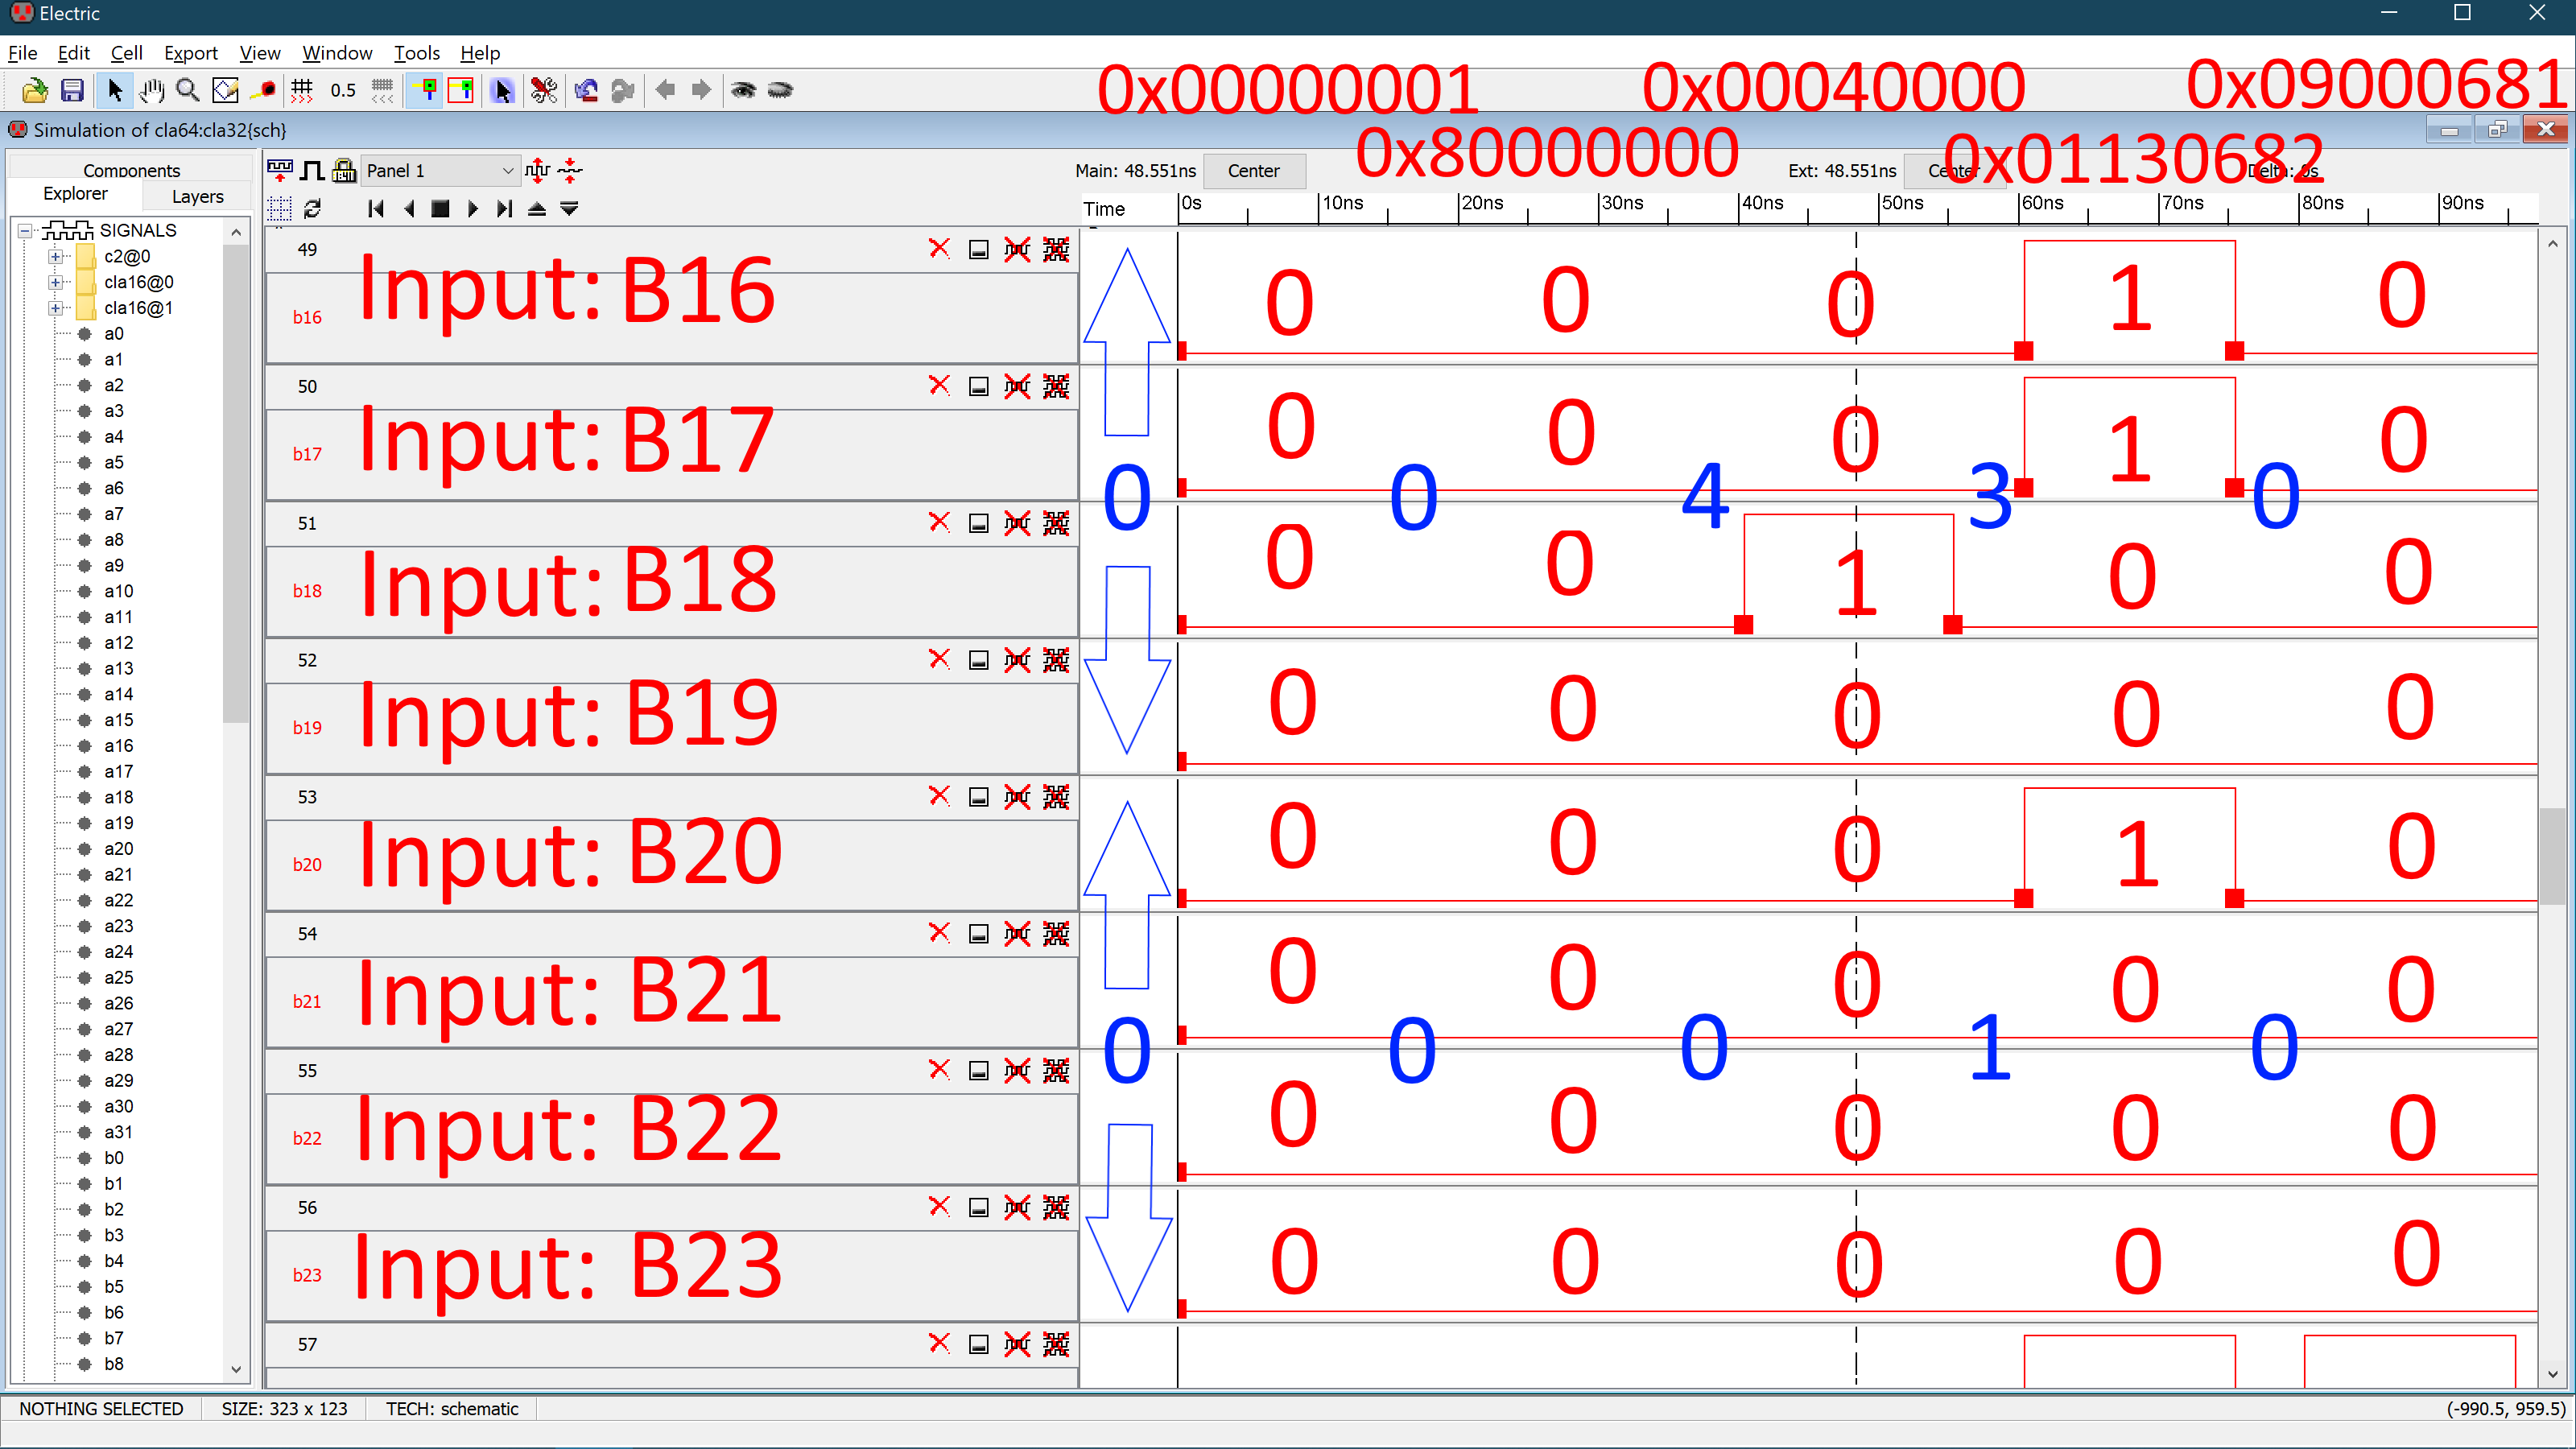 Electric
File Edit Cell Export View Window Tools Help
0.5
0x00000001 0x00040000 0x09000681
0x80000000 0x01130682
Simulation of cla64:cla32{sch}
Components
Explorer Layers
Panel 1
Main: 48.551ns Center Ext: 48.551ns Center Delta: 0s
Time 0s 10ns 20ns 30ns 40ns 50ns 60ns 70ns 80ns 90ns
SIGNALS
c2@0
cla16@0
cla16@1
a0
a1
a2
a3
a4
a5
a6
a7
a8
a9
a10
a11
a12
a13
a14
a15
a16
a17
a18
a19
a20
a21
a22
a23
a24
a25
a26
a27
a28
a29
a30
a31
b0
b1
b2
b3
b4
b5
b6
b7
b8
49
b16 Input: B16 0 0 0 1 0
50
b17 Input: B17 0 0 0 1 0
0 0 4 3 0
51
b18 Input: B18 0 0 1 0 0
52
b19 Input: B19 0 0 0 0 0
53
b20 Input: B20 0 0 0 1 0
54
b21 Input: B21 0 0 0 0 0
0 0 0 1 0
55
b22 Input: B22 0 0 0 0 0
56
b23 Input: B23 0 0 0 0 0
57
NOTHING SELECTED SIZE: 323 x 123 TECH: schematic (-990.5, 959.5)